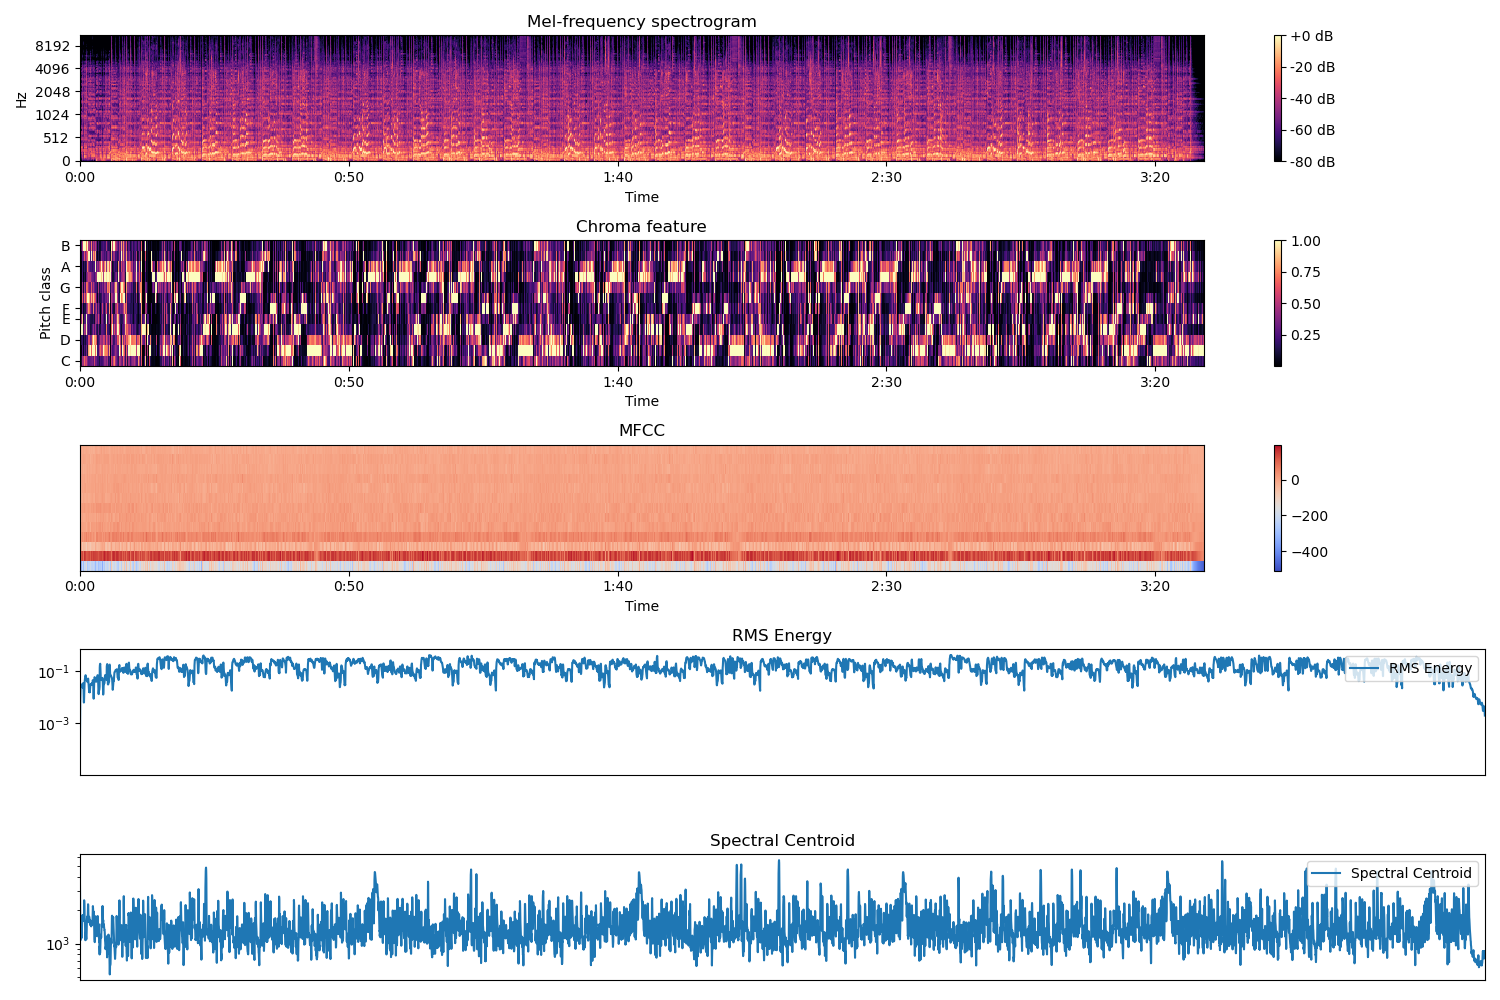 Mel-frequency spectrogram
8192
4096
2048
1024
512
0
Hz
0:00 0:50 1:40 2:30 3:20
Time
+0 dB
-20 dB
-40 dB
-60 dB
-80 dB
Chroma feature
B
A
G
F
E
D
C
Pitch class
0:00 0:50 1:40 2:30 3:20
Time
1.00
0.75
0.50
0.25
MFCC
0:00 0:50 1:40 2:30 3:20
Time
0
−200
−400
RMS Energy
10⁻¹
10⁻³
RMS Energy
Spectral Centroid
10³
Spectral Centroid